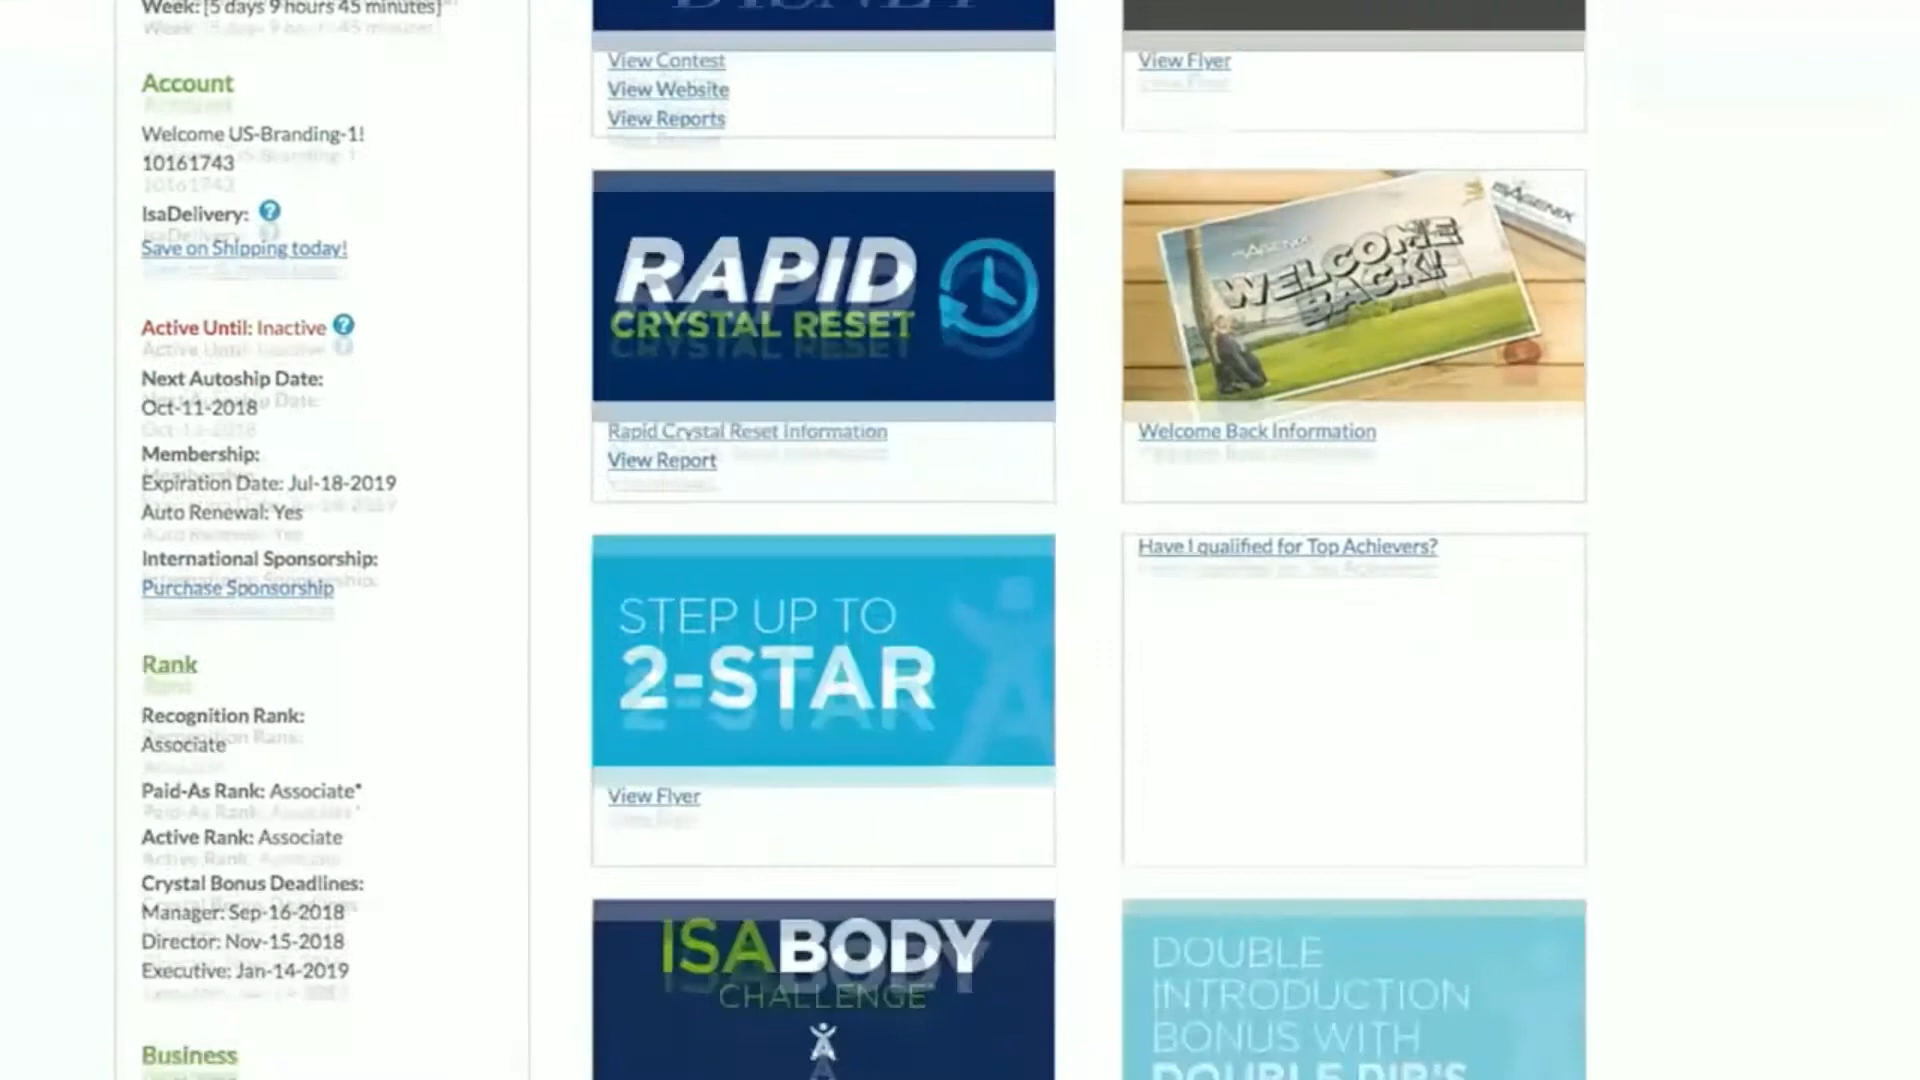 Week: [5 days 9 hours 45 minutes]
Account
Welcome US-Branding-1!
10161743
IsaDelivery: ?
Save on Shipping today!
Active Until: Inactive ?
Next Autoship Date:
Oct-11-2018
Membership:
Expiration Date: Jul-18-2019
Auto Renewal: Yes
International Sponsorship:
Purchase Sponsorship
Rank
Recognition Rank:
Associate
Paid-As Rank: Associate*
Active Rank: Associate
Crystal Bonus Deadlines:
Manager: Sep-16-2018
Director: Nov-15-2018
Executive: Jan-14-2019
Business
DISNEY
View Contest
View Website
View Reports
View Flyer
RAPID
CRYSTAL RESET
Rapid Crystal Reset Information
View Report
ISAGENIX
ISAGENIX
WELCOME
BACK!
Welcome Back Information
STEP UP TO
2-STAR
View Flyer
Have I qualified for Top Achievers?
ISABODY
CHALLENGE
DOUBLE
INTRODUCTION
BONUS WITH
DOUBLE PIB'S